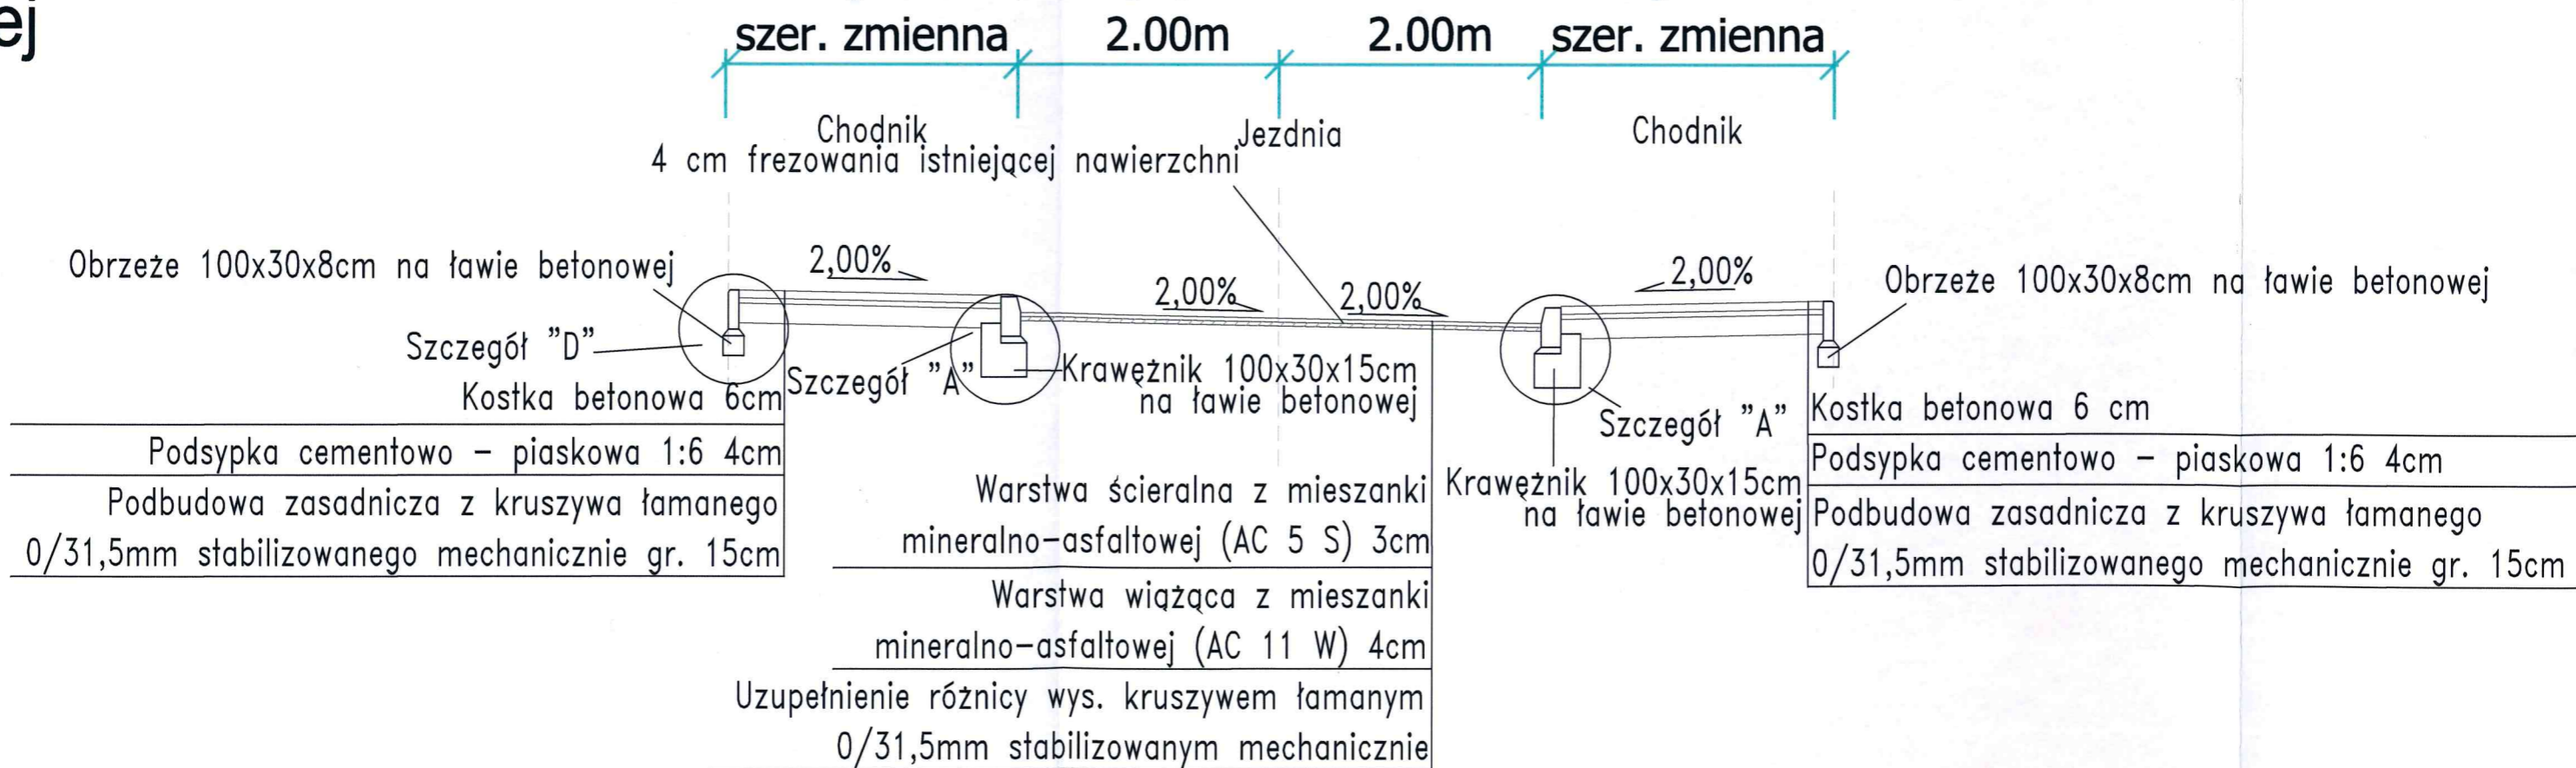 ej
szer. zmienna 2.00m 2.00m szer. zmienna
Chodnik Jezdnia Chodnik
4 cm frezowania istniejącej nawierzchni
Obrzeże 100x30x8cm na ławie betonowej
2,00%
2,00%
2,00%
2,00%
Obrzeże 100x30x8cm na ławie betonowej
Szczegół "D"
Szczegół "A"
Krawężnik 100x30x15cm
na ławie betonowej
Szczegół "A"
Krawężnik 100x30x15cm
na ławie betonowej
Kostka betonowa 6cm
Podsypka cementowo – piaskowa 1:6 4cm
Podbudowa zasadnicza z kruszywa łamanego
0/31,5mm stabilizowanego mechanicznie gr. 15cm
Warstwa ścieralna z mieszanki
mineralno-asfaltowej (AC 5 S) 3cm
Warstwa wiążąca z mieszanki
mineralno-asfaltowej (AC 11 W) 4cm
Uzupełnienie różnicy wys. kruszywem łamanym
0/31,5mm stabilizowanym mechanicznie
Kostka betonowa 6 cm
Podsypka cementowo – piaskowa 1:6 4cm
Podbudowa zasadnicza z kruszywa łamanego
0/31,5mm stabilizowanego mechanicznie gr. 15cm